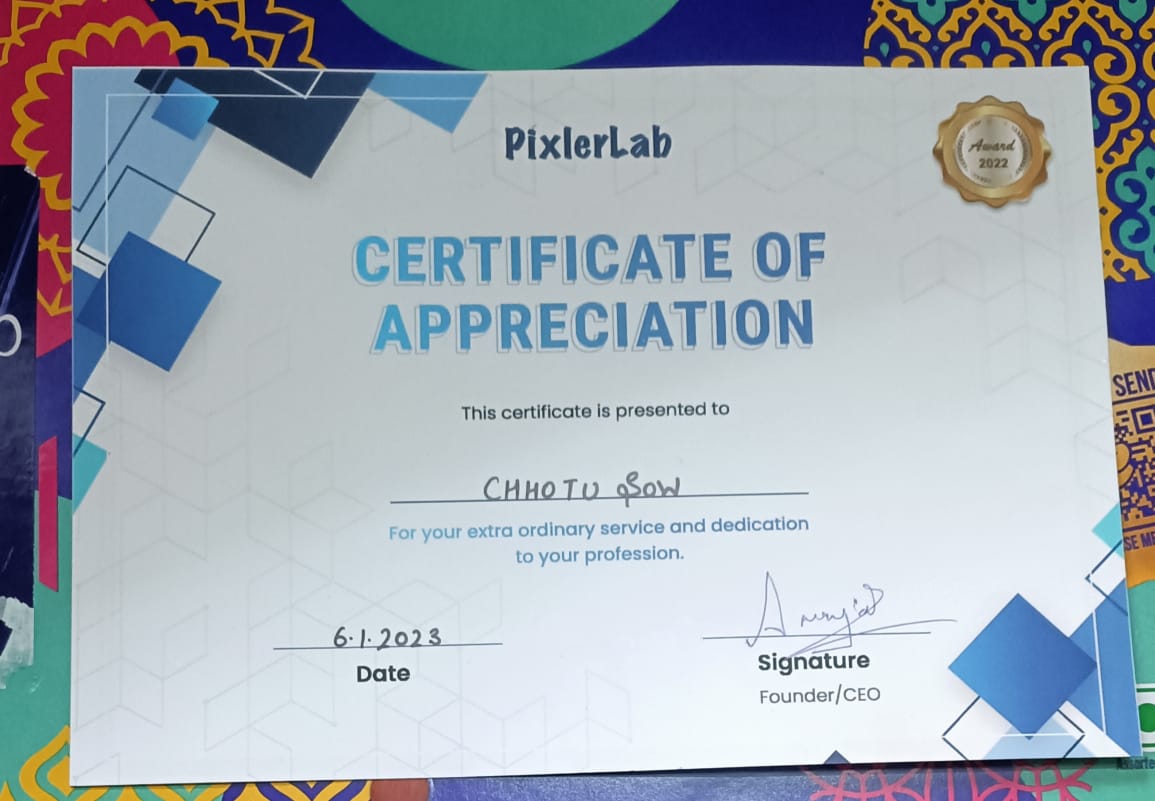 PixlerLab
Award
2022
CERTIFICATE OF
APPRECIATION
This certificate is presented to
CHHOTU SOW
For your extra ordinary service and dedication
to your profession.
6.1.2023
Date
Signature
Founder/CEO
SEND
SE ME